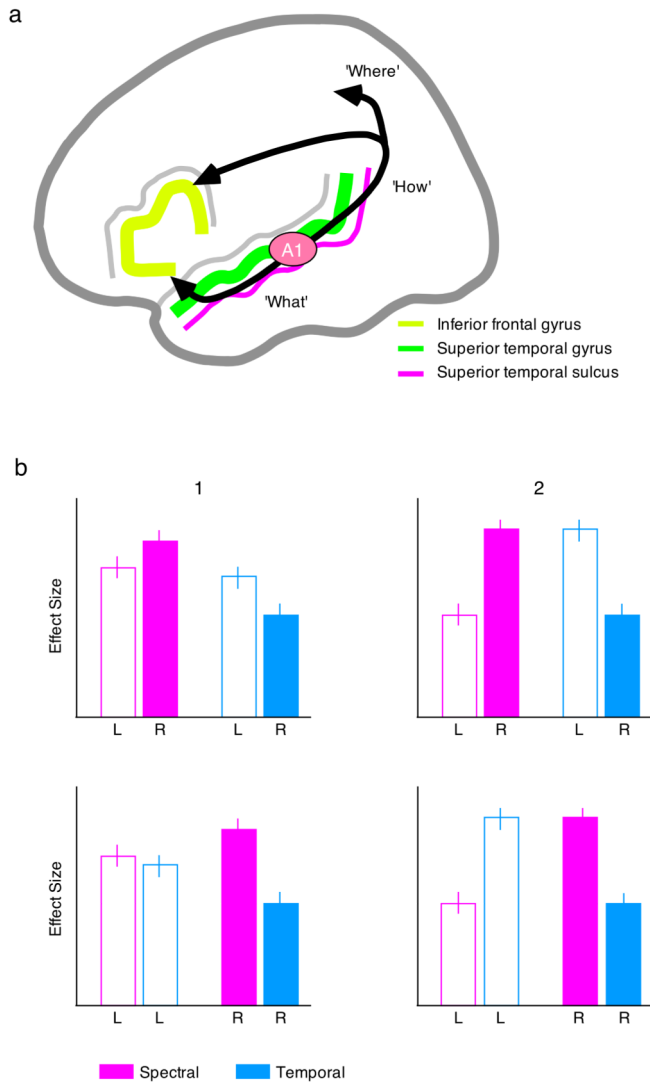 a
'Where'
'How'
A1
'What'
Inferior frontal gyrus
Superior temporal gyrus
Superior temporal sulcus
b
1
2
Effect Size
L R L R
L R L R
Effect Size
L L R R
L L R R
Spectral Temporal